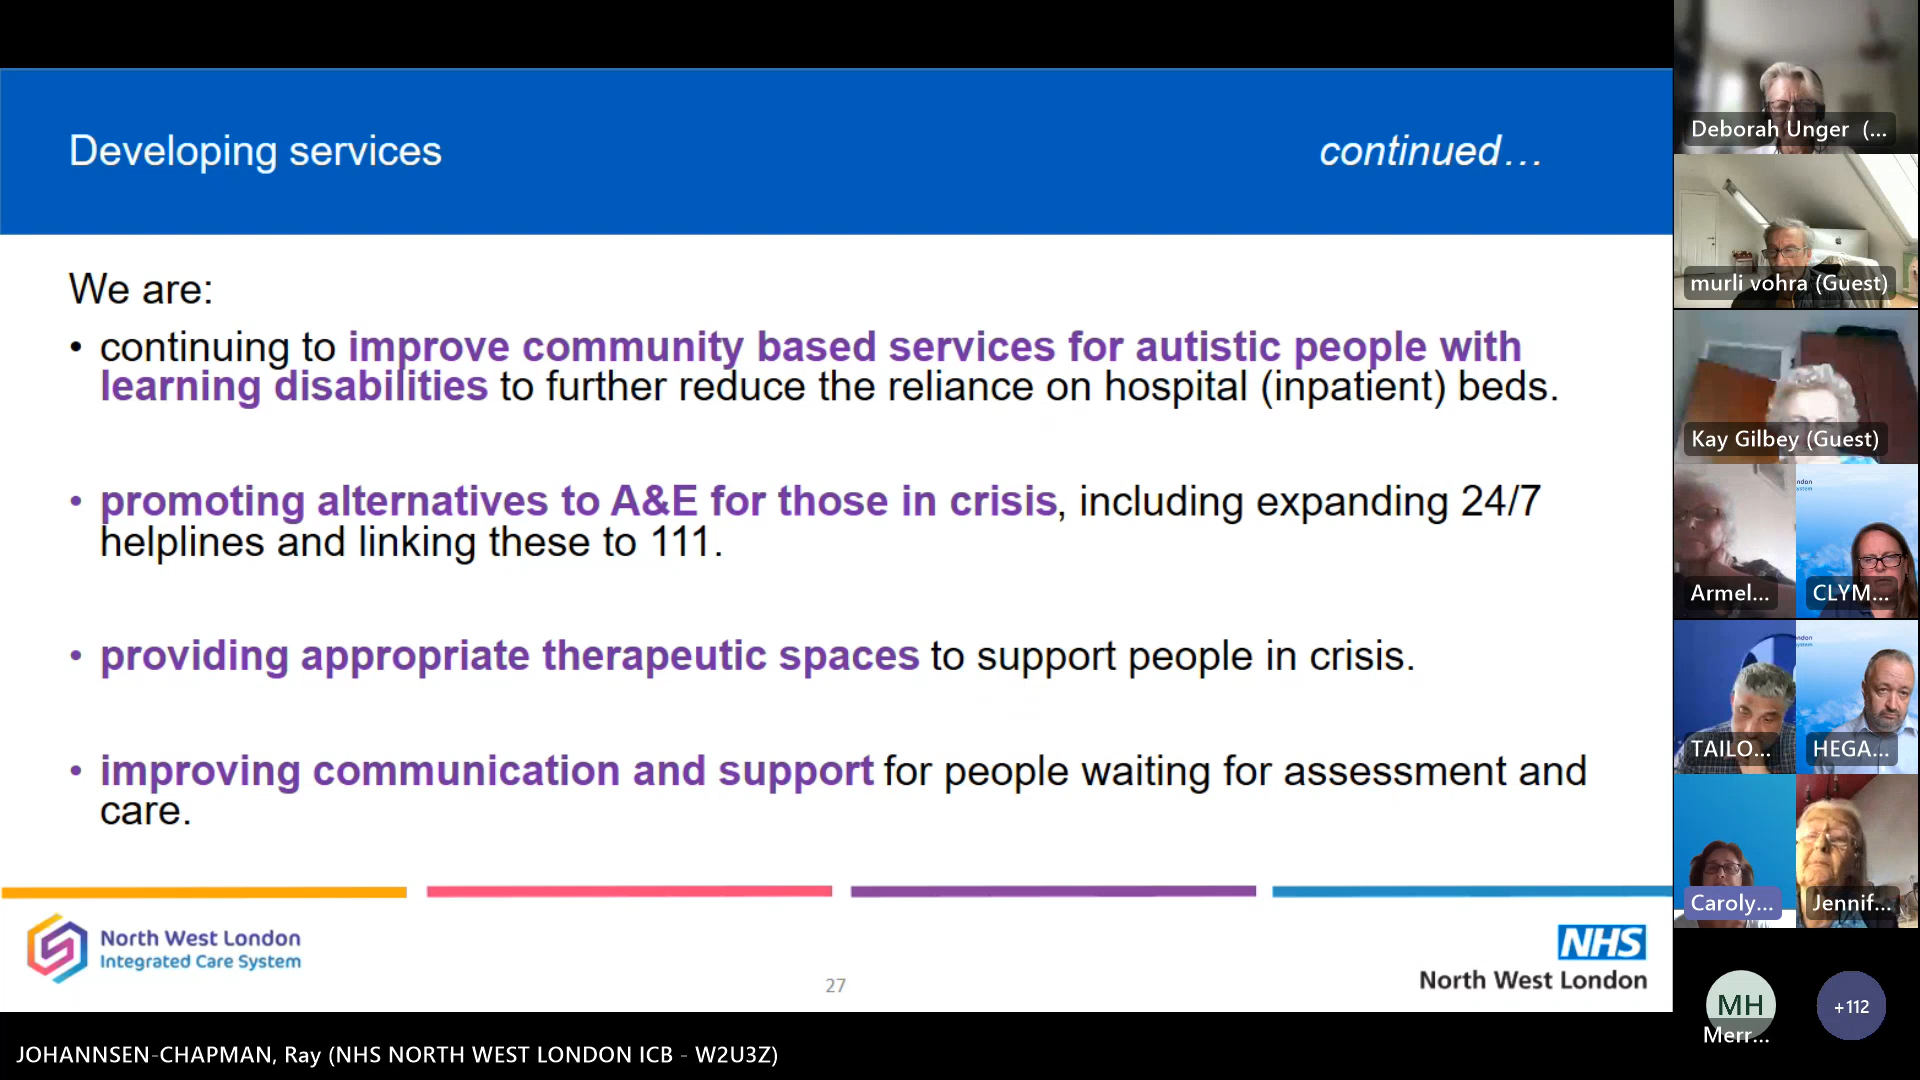 Developing services
continued…
We are:
• continuing to improve community based services for autistic people with
learning disabilities to further reduce the reliance on hospital (inpatient) beds.
• promoting alternatives to A&E for those in crisis, including expanding 24/7
helplines and linking these to 111.
• providing appropriate therapeutic spaces to support people in crisis.
• improving communication and support for people waiting for assessment and
care.
North West London
Integrated Care System
27
NHS
North West London
JOHANNSEN-CHAPMAN, Ray (NHS NORTH WEST LONDON ICB - W2U3Z)
Deborah Unger (...
murli vohra (Guest)
Kay Gilbey (Guest)
Armel...
CLYM...
TAILO...
HEGA...
Caroly...
Jennif...
MH
Merr...
+112